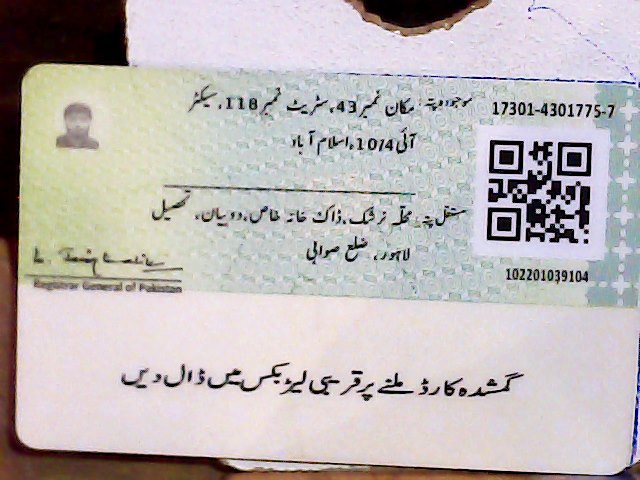 موجودہ پتہ: مکان نمبر 43، سٹریٹ نمبر 118، سیکٹر
آئی 10/4، اسلام آباد
17301-4301775-7
مستقل پتہ: محلہ نرشک، ڈاک خانہ خاص، دوبیان، تحصیل
لاہور، ضلع صوابی
102201039104
Registrar General of Pakistan
گمشدہ کارڈ ملنے پر قریبی لیٹر بکس میں ڈال دیں